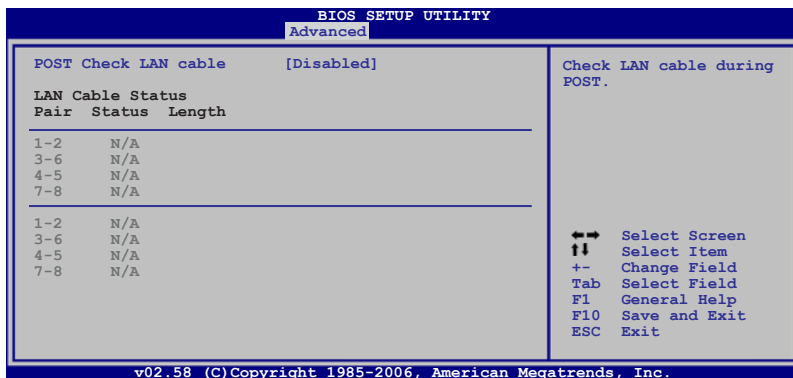 BIOS SETUP UTILITY
Advanced
POST Check LAN cable [Disabled]
LAN Cable Status
Pair Status Length
1-2 N/A
3-6 N/A
4-5 N/A
7-8 N/A
1-2 N/A
3-6 N/A
4-5 N/A
7-8 N/A
Check LAN cable during
POST.
←→ Select Screen
↑↓ Select Item
+- Change Field
Tab Select Field
F1 General Help
F10 Save and Exit
ESC Exit
v02.58 (C)Copyright 1985-2006, American Megatrends, Inc.